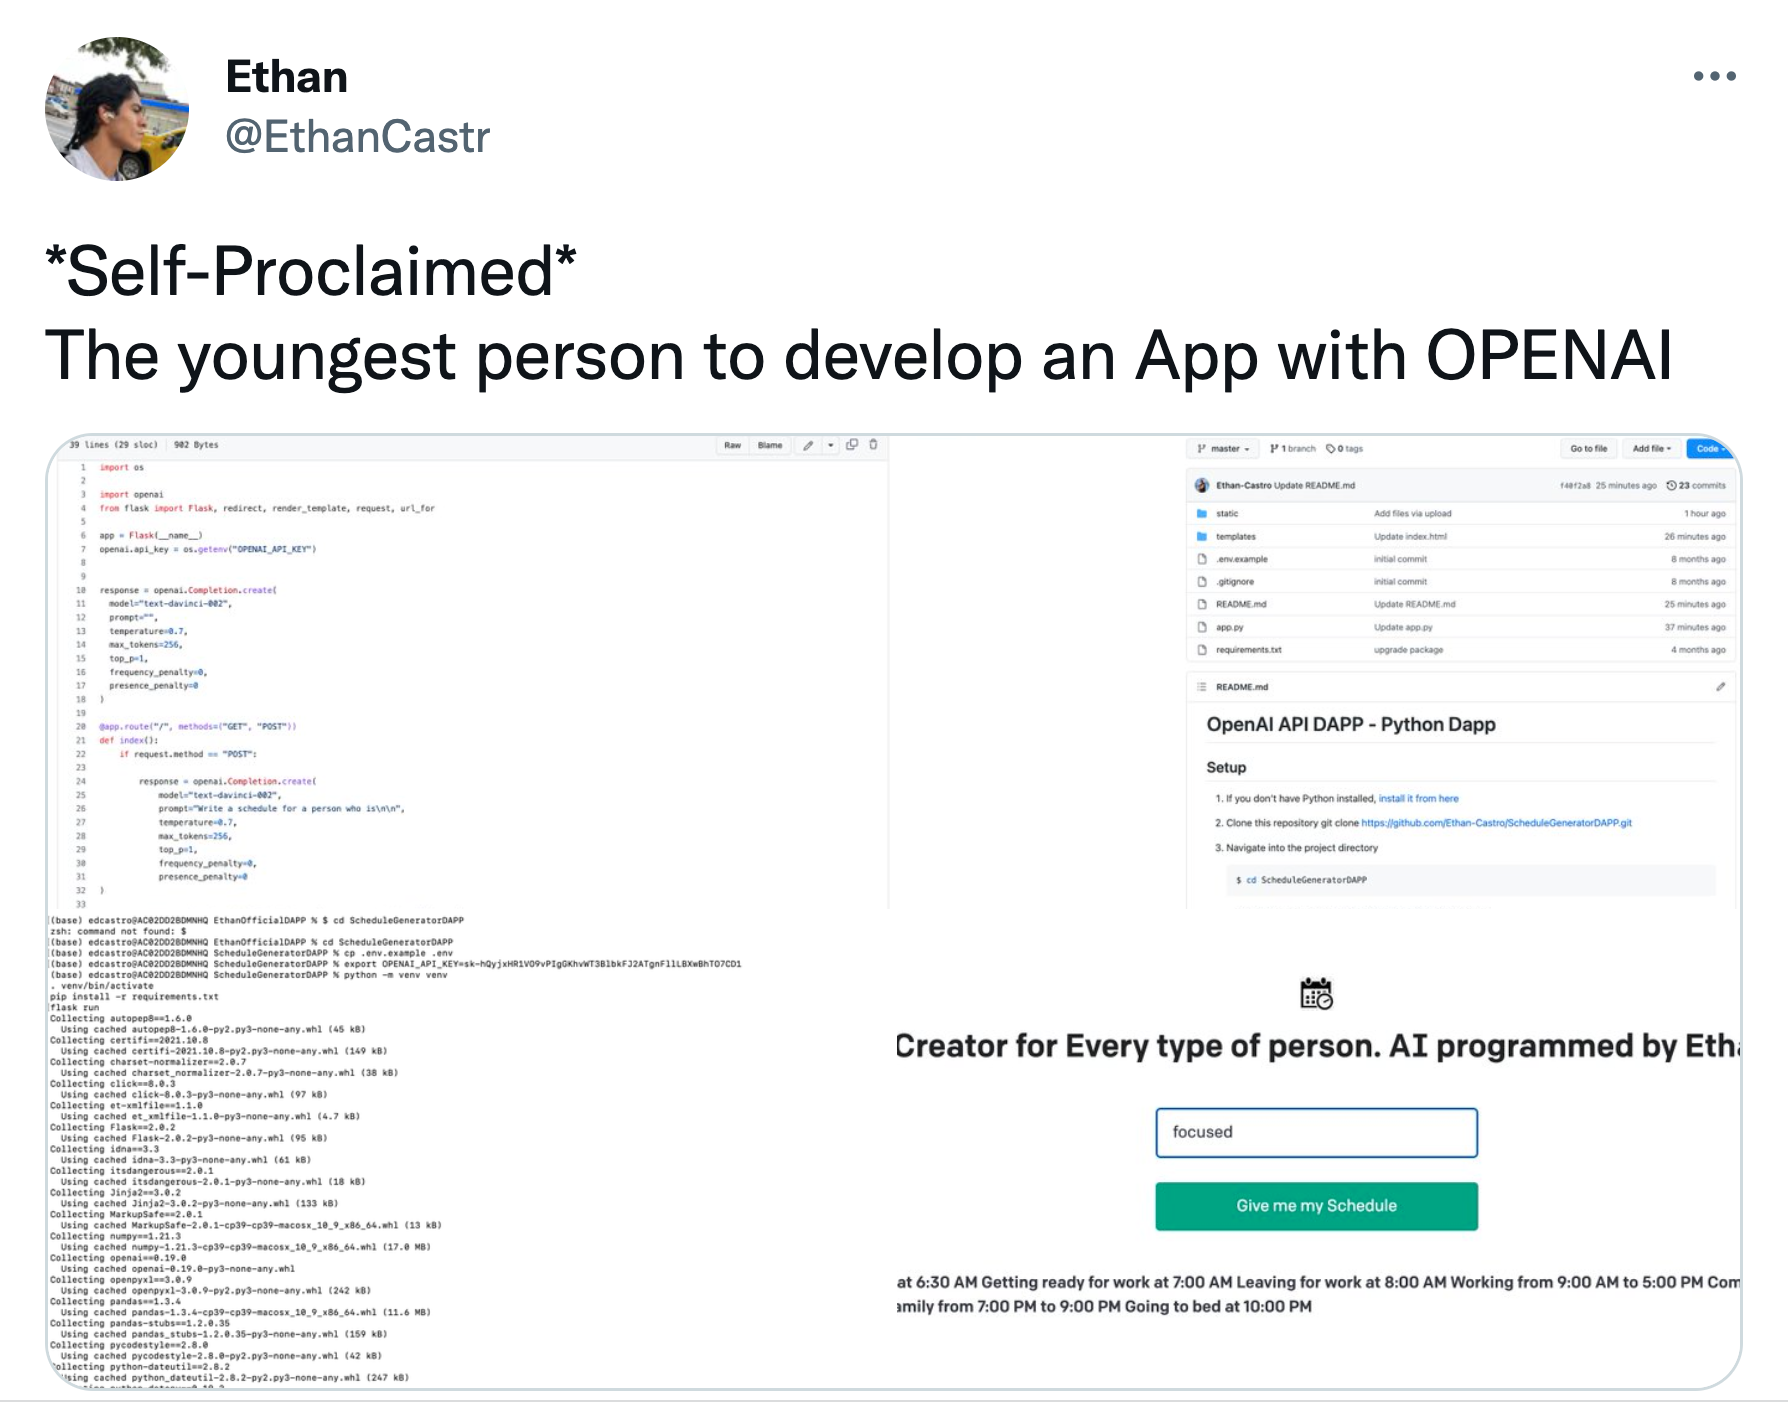 Ethan
@EthanCastr
*Self-Proclaimed*
The youngest person to develop an App with OPENAI
39 lines (29 sloc) 902 Bytes
Raw Blame
1 import os
2
3 import openai
4 from flask import Flask, redirect, render_template, request, url_for
5
6 app = Flask(__name__)
7 openai.api_key = os.getenv("OPENAI_API_KEY")
8
9
10 response = openai.Completion.create(
11 model="text-davinci-002",
12 prompt="",
13 temperature=0.7,
14 max_tokens=256,
15 top_p=1,
16 frequency_penalty=0,
17 presence_penalty=0
18 )
19
20 @app.route("/", methods=("GET", "POST"))
21 def index():
22 if request.method == "POST":
23
24 response = openai.Completion.create(
25 model="text-davinci-002",
26 prompt="Write a schedule for a person who is\n\n",
27 temperature=0.7,
28 max_tokens=256,
29 top_p=1,
30 frequency_penalty=0,
31 presence_penalty=0
32 )
33
master 1 branch 0 tags Go to file Add file Code
Ethan-Castro Update README.md f40f2a8 25 minutes ago 23 commits
static Add files via upload 1 hour ago
templates Update index.html 26 minutes ago
.env.example initial commit 8 months ago
.gitignore initial commit 8 months ago
README.md Update README.md 25 minutes ago
app.py Update app.py 37 minutes ago
requirements.txt upgrade package 4 months ago
README.md
OpenAI API DAPP - Python Dapp
Setup
1. If you don't have Python installed, install it from here
2. Clone this repository git clone https://github.com/Ethan-Castro/ScheduleGeneratorDAPP.git
3. Navigate into the project directory
$ cd ScheduleGeneratorDAPP
(base) edcastro@AC02DD2BDMNHQ EthanOfficialDAPP % $ cd ScheduleGeneratorDAPP
zsh: command not found: $
(base) edcastro@AC02DD2BDMNHQ EthanOfficialDAPP % cd ScheduleGeneratorDAPP
(base) edcastro@AC02DD2BDMNHQ ScheduleGeneratorDAPP % cp .env.example .env
(base) edcastro@AC02DD2BDMNHQ ScheduleGeneratorDAPP % export
(base) edcastro@AC02DD2BDMNHQ ScheduleGeneratorDAPP % python -m venv venv
. venv/bin/activate
pip install -r requirements.txt
flask run
Collecting autopep8==1.6.0
Using cached autopep8-1.6.0-py2.py3-none-any.whl (45 kB)
Collecting certifi==2021.10.8
Using cached certifi-2021.10.8-py2.py3-none-any.whl (149 kB)
Collecting charset-normalizer==2.0.7
Using cached charset_normalizer-2.0.7-py3-none-any.whl (38 kB)
Collecting click==8.0.3
Using cached click-8.0.3-py3-none-any.whl (97 kB)
Collecting et-xmlfile==1.1.0
Using cached et_xmlfile-1.1.0-py3-none-any.whl (4.7 kB)
Collecting Flask==2.0.2
Using cached Flask-2.0.2-py3-none-any.whl (95 kB)
Collecting idna==3.3
Using cached idna-3.3-py3-none-any.whl (61 kB)
Collecting itsdangerous==2.0.1
Using cached itsdangerous-2.0.1-py3-none-any.whl (18 kB)
Collecting Jinja2==3.0.2
Using cached Jinja2-3.0.2-py3-none-any.whl (133 kB)
Collecting MarkupSafe==2.0.1
Using cached MarkupSafe-2.0.1-cp39-cp39-macosx_10_9_x86_64.whl (13 kB)
Collecting numpy==1.21.3
Using cached numpy-1.21.3-cp39-cp39-macosx_10_9_x86_64.whl (17.0 MB)
Collecting openai==0.19.0
Using cached openai-0.19.0-py3-none-any.whl
Collecting openpyxl==3.0.9
Using cached openpyxl-3.0.9-py2.py3-none-any.whl (242 kB)
Collecting pandas==1.3.4
Using cached pandas-1.3.4-cp39-cp39-macosx_10_9_x86_64.whl (11.6 MB)
Collecting pandas-stubs==1.2.0.35
Using cached pandas_stubs-1.2.0.35-py3-none-any.whl (159 kB)
Collecting pycodestyle==2.8.0
Using cached pycodestyle-2.8.0-py2.py3-none-any.whl (42 kB)
Collecting python-dateutil==2.8.2
Using cached python_dateutil-2.8.2-py2.py3-none-any.whl (247 kB)
Creator for Every type of person. AI programmed by Eth
focused
Give me my Schedule
at 6:30 AM Getting ready for work at 7:00 AM Leaving for work at 8:00 AM Working from 9:00 AM to 5:00 PM Com
amily from 7:00 PM to 9:00 PM Going to bed at 10:00 PM